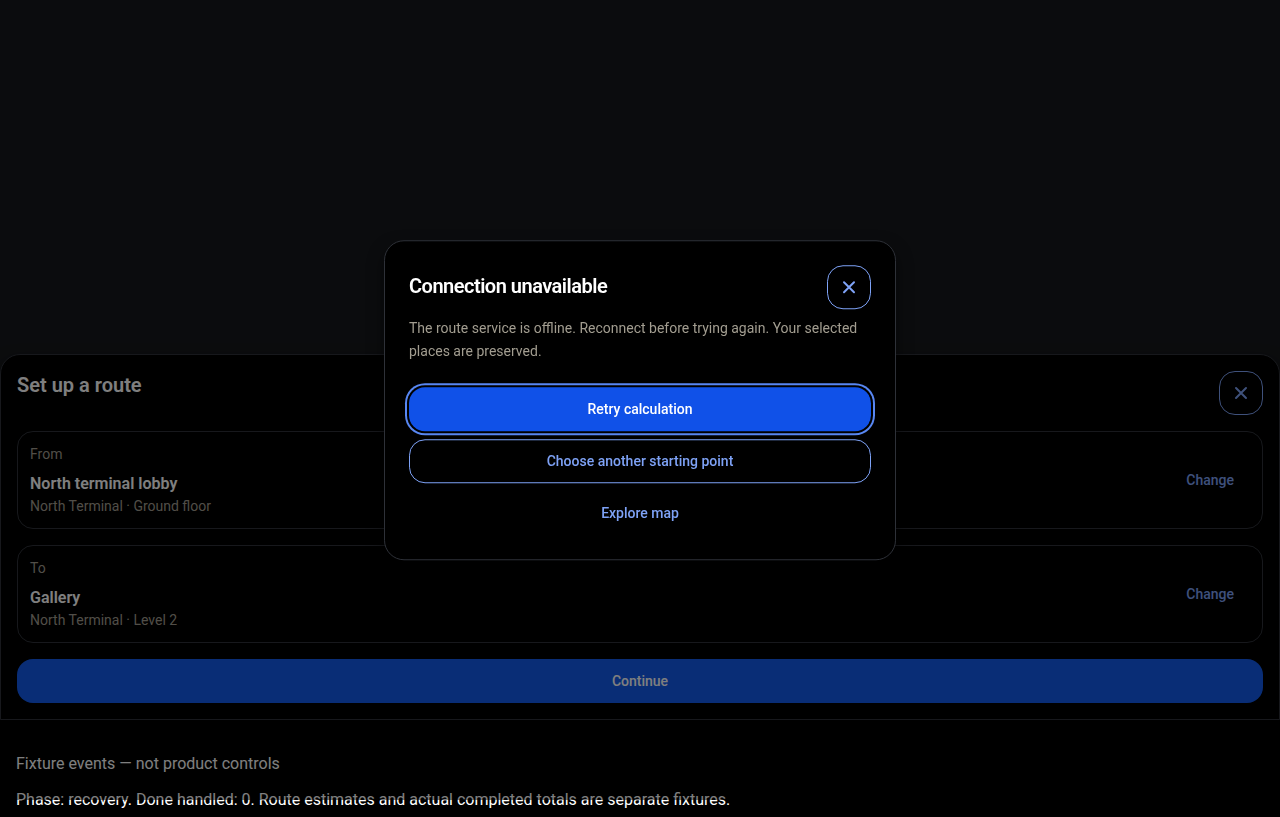 Connection unavailable
The route service is offline. Reconnect before trying again. Your selected
places are preserved.
Retry calculation
Choose another starting point
Explore map
Set up a route
From
North terminal lobby
North Terminal · Ground floor
Change
To
Gallery
North Terminal · Level 2
Change
Continue
Fixture events — not product controls
Phase: recovery. Done handled: 0. Route estimates and actual completed totals are separate fixtures.